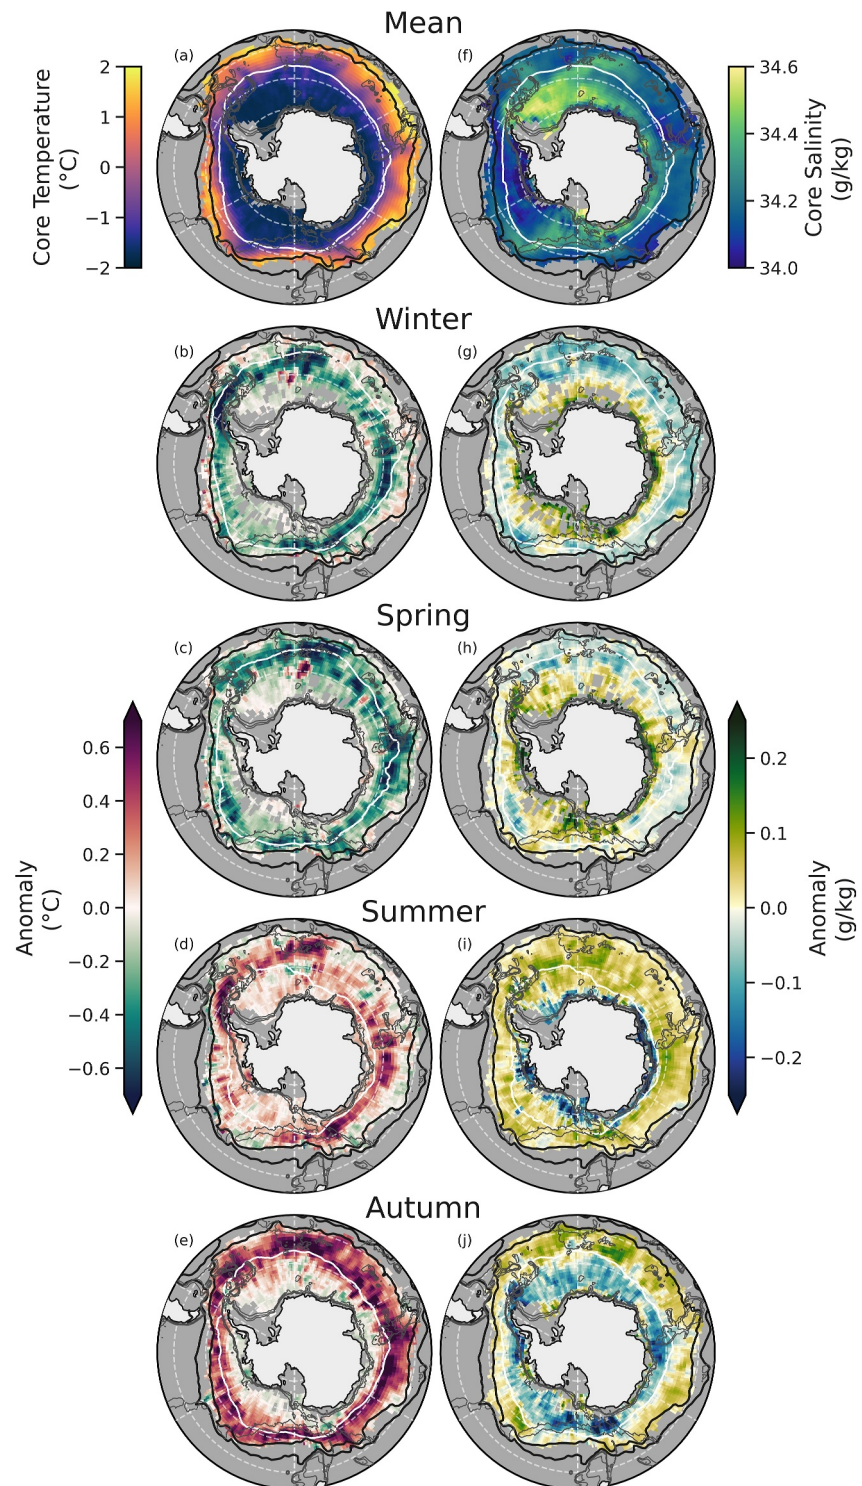 Mean
(a)
(f)
Core Temperature
(°C)
2
1
0
−1
−2
34.6
34.4
34.2
34.0
Core Salinity
(g/kg)
Winter
(b)
(g)
Spring
(c)
(h)
Anomaly
(°C)
0.6
0.4
0.2
0.0
−0.2
−0.4
−0.6
0.2
0.1
0.0
−0.1
−0.2
Anomaly
(g/kg)
Summer
(d)
(i)
Autumn
(e)
(j)